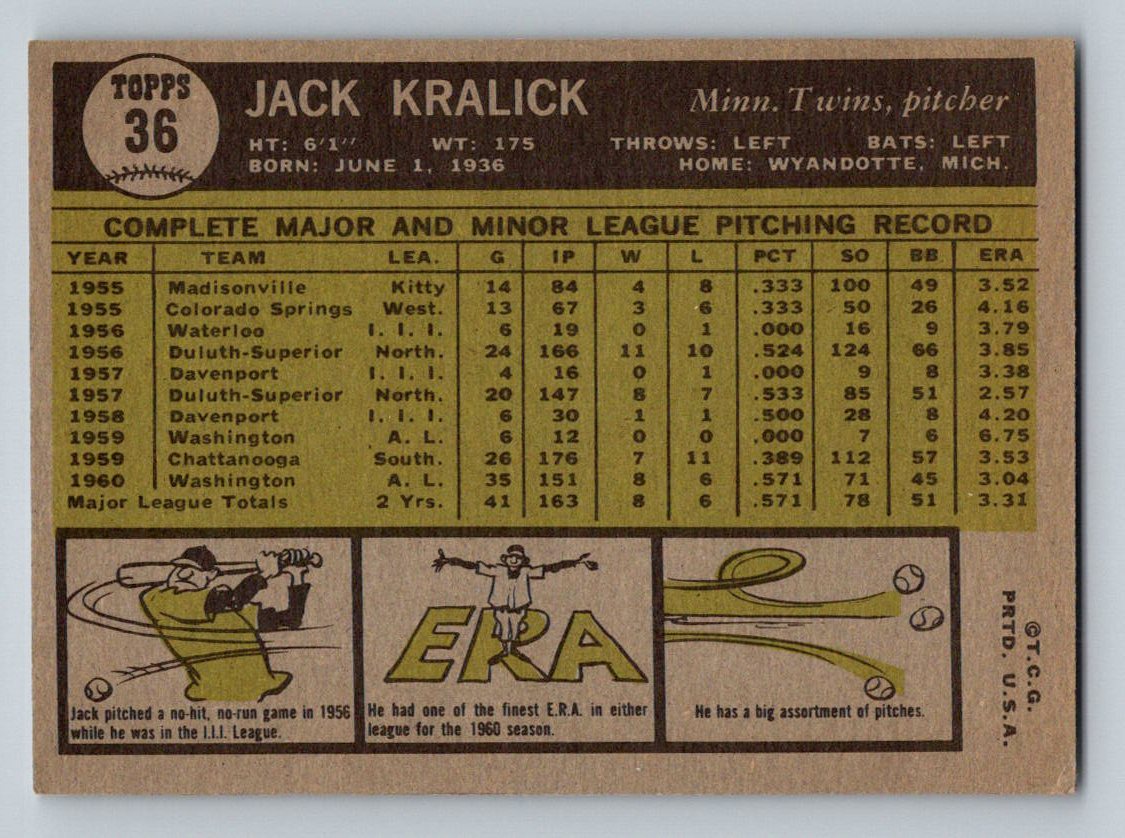 TOPPS
36
JACK KRALICK
Minn. Twins, pitcher
HT: 6'1" WT: 175 THROWS: LEFT BATS: LEFT
BORN: JUNE 1, 1936 HOME: WYANDOTTE, MICH.
COMPLETE MAJOR AND MINOR LEAGUE PITCHING RECORD
YEAR TEAM LEA. G IP W L PCT SO BB ERA
1955 Madisonville Kitty 14 84 4 8 .333 100 49 3.52
1955 Colorado Springs West. 13 67 3 6 .333 50 26 4.16
1956 Waterloo I. I. I. 6 19 0 1 .000 16 9 3.79
1956 Duluth-Superior North. 24 166 11 10 .524 124 66 3.85
1957 Davenport I. I. I. 4 16 0 1 .000 9 8 3.38
1957 Duluth-Superior North. 20 147 8 7 .533 85 51 2.57
1958 Davenport I. I. I. 6 30 1 1 .500 28 8 4.20
1959 Washington A. L. 6 12 0 0 .000 7 6 6.75
1959 Chattanooga South. 26 176 7 11 .389 112 57 3.53
1960 Washington A. L. 35 151 8 6 .571 71 45 3.04
Major League Totals 2 Yrs. 41 163 8 6 .571 78 51 3.31
Jack pitched a no-hit, no-run game in 1956
while he was in the I.I.I. League.
ERA
He had one of the finest E.R.A. in either
league for the 1960 season.
He has a big assortment of pitches.
©T.C.G.
PRTD. U.S.A.